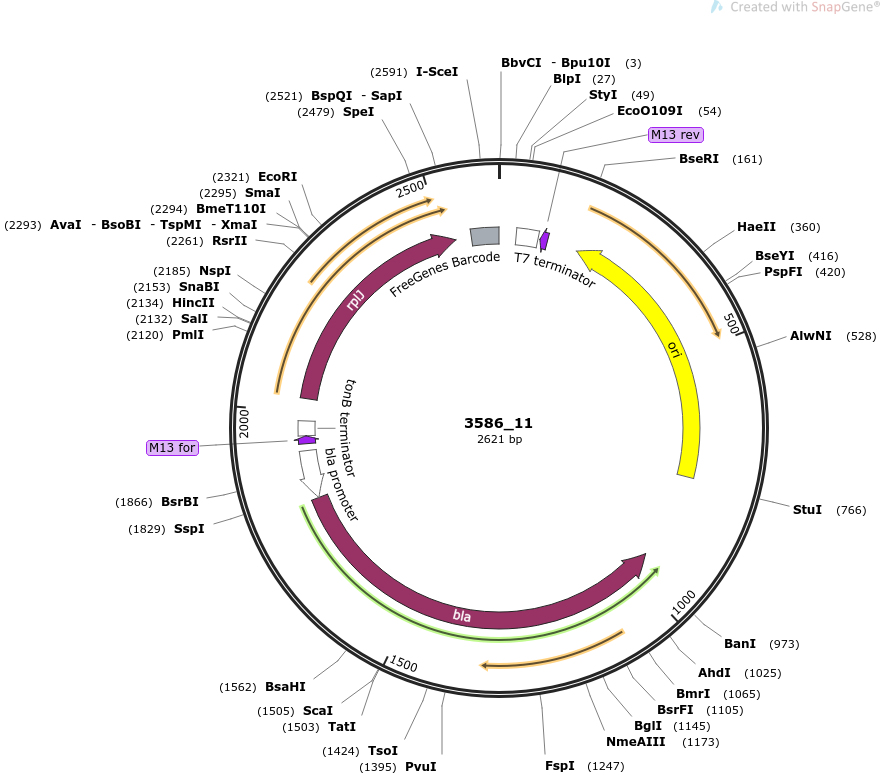 Created with SnapGene®
(2591) I-SceI
BbvCI - Bpu10I (3)
BlpI (27)
(2521) BspQI - SapI
StyI (49)
(2479) SpeI
EcoO109I (54)
M13 rev
BseRI (161)
(2321) EcoRI
2500
(2295) SmaI
(2294) BmeT110I
(2293) AvaI - BsoBI - TspMI - XmaI
HaeII (360)
(2261) RsrII
BseYI (416)
FreeGenes Barcode
T7 terminator
PspFI (420)
(2185) NspI
(2153) SnaBI
rplJ
(2134) HincII
(2132) SalI
500
(2120) PmlI
AlwNI (528)
ori
2000
tonB terminator
3586_11
2621 bp
M13 for
bla promoter
(1866) BsrBI
StuI (766)
(1829) SspI
1000
bla
BanI (973)
1500
AhdI (1025)
(1562) BsaHI
BmrI (1065)
(1505) ScaI
BsrFI (1105)
(1503) TatI
BglI (1145)
NmeAIII (1173)
(1424) TsoI
(1395) PvuI
FspI (1247)